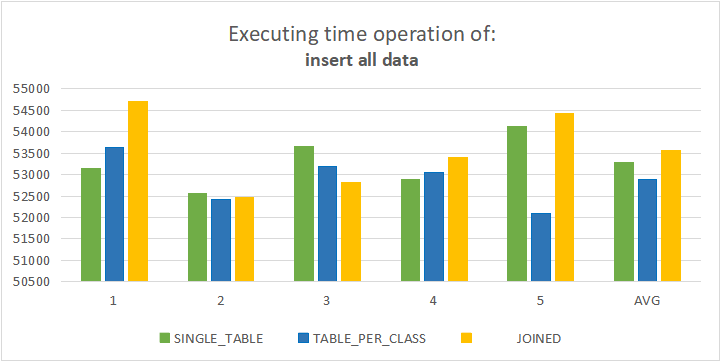 Executing time operation of:
insert all data
55000
54500
54000
53500
53000
52500
52000
51500
51000
50500
1 2 3 4 5 AVG
SINGLE_TABLE TABLE_PER_CLASS JOINED